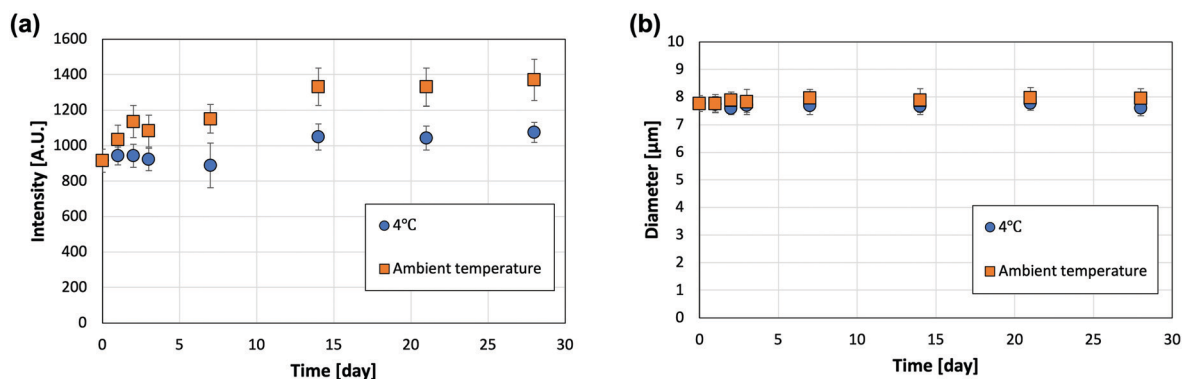 (a)
1600
1400
1200
1000
800
600
400
200
0
Intensity [A.U.]
4°C
Ambient temperature
0 5 10 15 20 25 30
Time [day]
(b)
10
9
8
7
6
5
4
3
2
1
0
Diameter [µm]
4°C
Ambient temperature
0 5 10 15 20 25 30
Time [day]